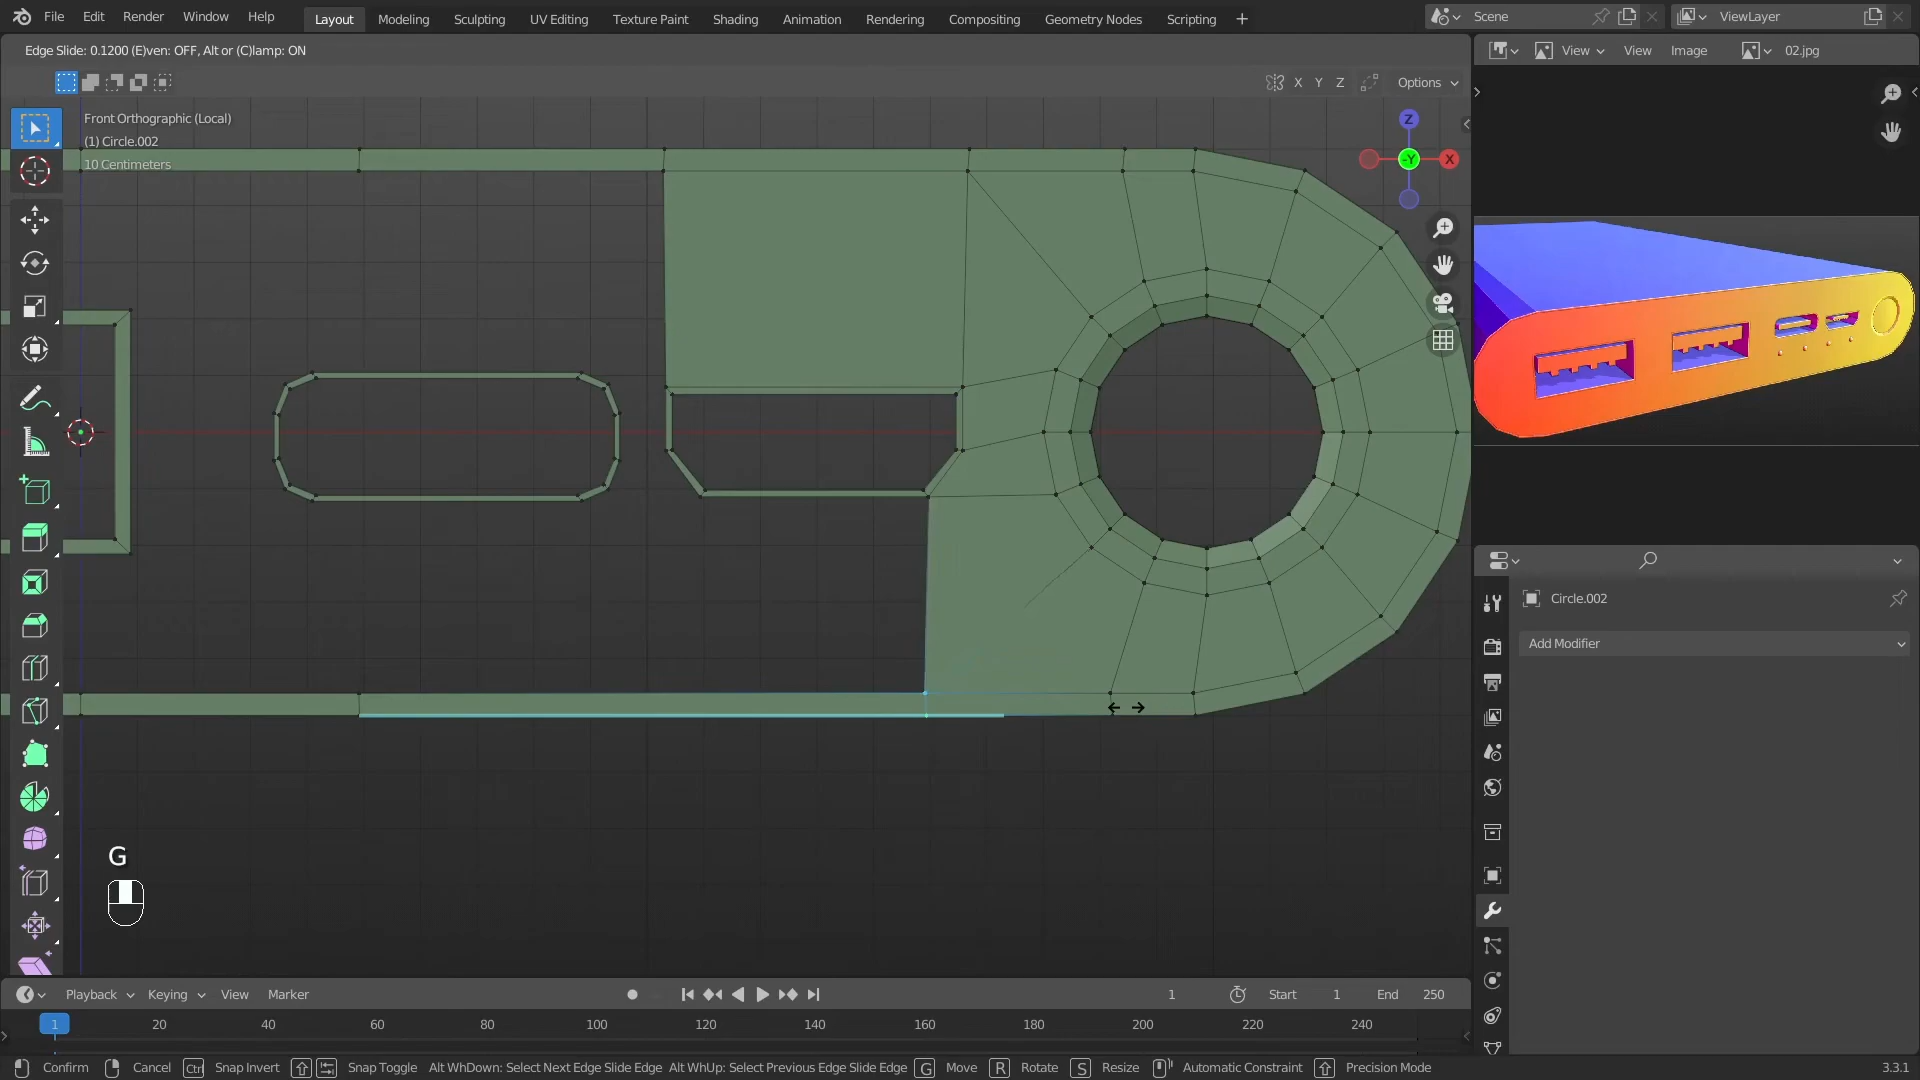 File Edit Render Window Help Layout Modeling Sculpting UV Editing Texture Paint Shading Animation Rendering Compositing Geometry Nodes Scripting + Scene ViewLayer
Edge Slide: 0.1200 (E)ven: OFF, Alt or (C)lamp: ON
View View Image 02.jpg
X Y Z Options
Front Orthographic (Local)
(1) Circle.002
10 Centimeters
Z
-Y X
Circle.002
Add Modifier
G
Playback Keying View Marker 1 Start 1 End 250
1 20 40 60 80 100 120 140 160 180 200 220 240
Confirm Cancel Ctrl Snap Invert Snap Toggle Alt WhDown: Select Next Edge Slide Edge Alt WhUp: Select Previous Edge Slide Edge G Move R Rotate S Resize Automatic Constraint Precision Mode 3.3.1